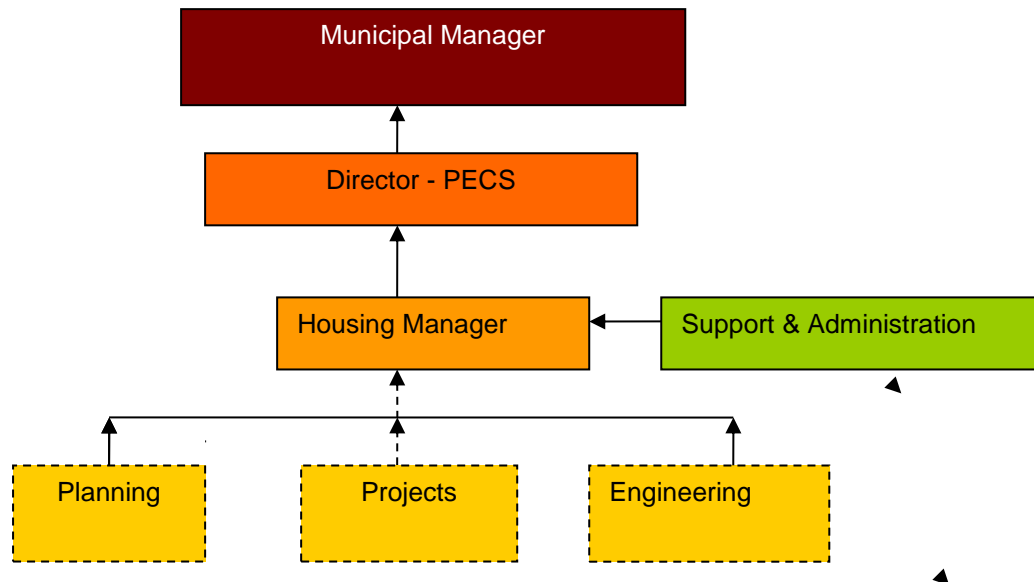 Municipal Manager
Director - PECS
Housing Manager
Support & Administration
Planning
Projects
Engineering